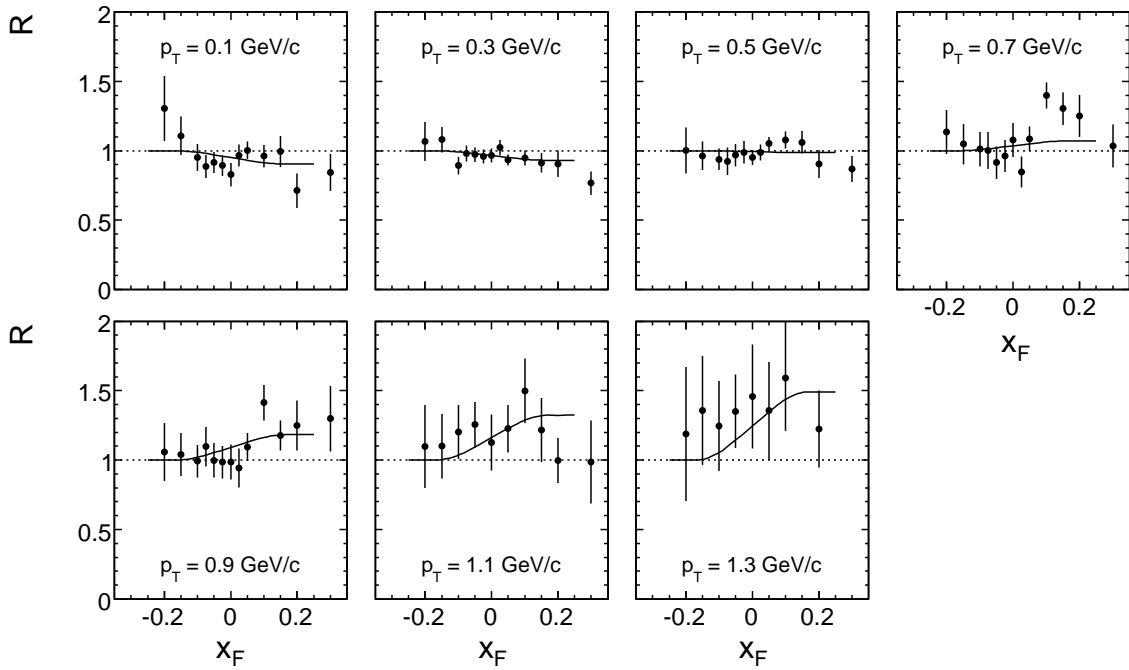 R
p_T = 0.1 GeV/c
p_T = 0.3 GeV/c
p_T = 0.5 GeV/c
p_T = 0.7 GeV/c
2
1.5
1
0.5
0
-0.2 0 0.2
x_F
R
2
1.5
1
0.5
0
p_T = 0.9 GeV/c
p_T = 1.1 GeV/c
p_T = 1.3 GeV/c
-0.2 0 0.2
-0.2 0 0.2
-0.2 0 0.2
x_F
x_F
x_F